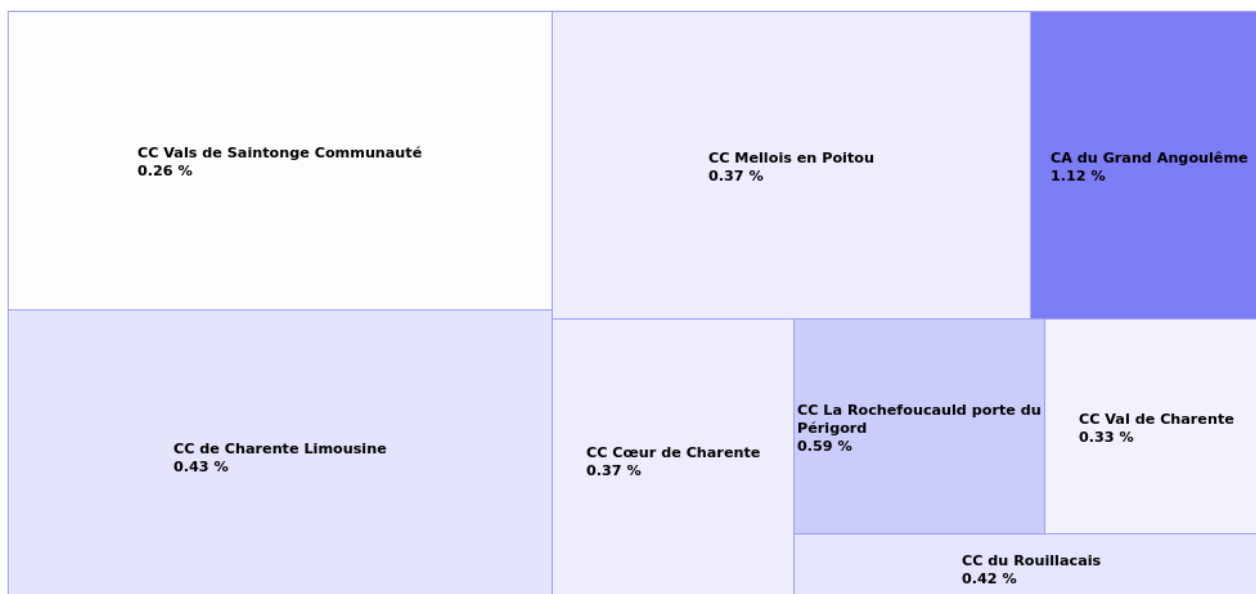 CC Vals de Saintonge Communauté
0.26 %
CC Mellois en Poitou
0.37 %
CA du Grand Angoulême
1.12 %
CC de Charente Limousine
0.43 %
CC Cœur de Charente
0.37 %
CC La Rochefoucauld porte du
Périgord
0.59 %
CC Val de Charente
0.33 %
CC du Rouillacais
0.42 %